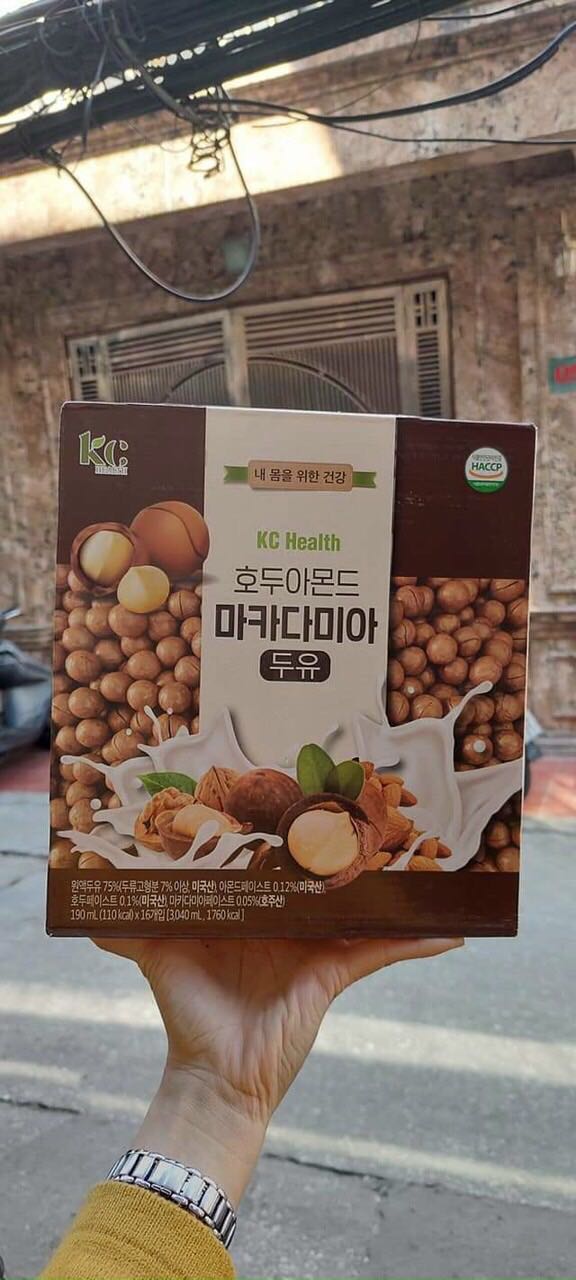 KC
HEALTH
내 몸을 위한 건강
HACCP
KC Health
호두아몬드
마카다미아
두유
원액두유 75%(두류고형분 7% 이상, 미국산), 아몬드페이스트 0.12%(미국산),
호두페이스트 0.1%(미국산), 마카다미아페이스트 0.05%(호주산)
190 mL (110 kcal) x 16개입 [3,040 mL , 1760 kcal ]